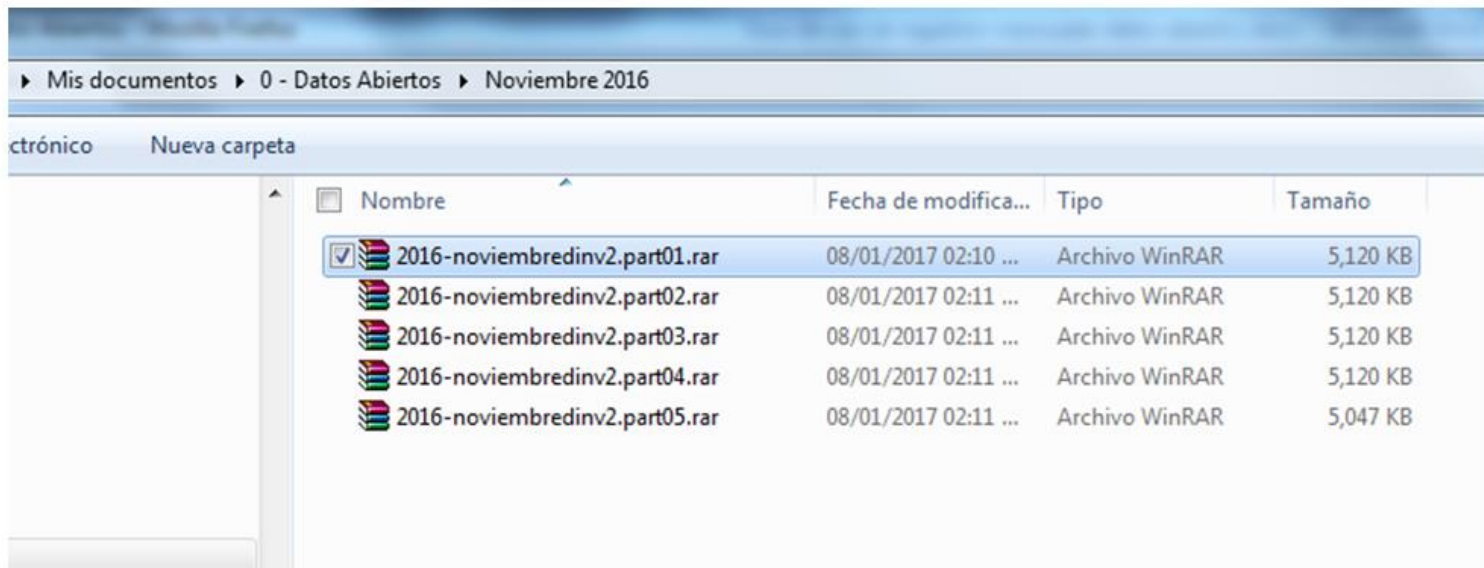 Mis documentos 0 - Datos Abiertos Noviembre 2016
ctrónico Nueva carpeta
Nombre Fecha de modifica... Tipo Tamaño
2016-noviembredinv2.part01.rar 08/01/2017 02:10 ... Archivo WinRAR 5,120 KB
2016-noviembredinv2.part02.rar 08/01/2017 02:11 ... Archivo WinRAR 5,120 KB
2016-noviembredinv2.part03.rar 08/01/2017 02:11 ... Archivo WinRAR 5,120 KB
2016-noviembredinv2.part04.rar 08/01/2017 02:11 ... Archivo WinRAR 5,120 KB
2016-noviembredinv2.part05.rar 08/01/2017 02:11 ... Archivo WinRAR 5,047 KB